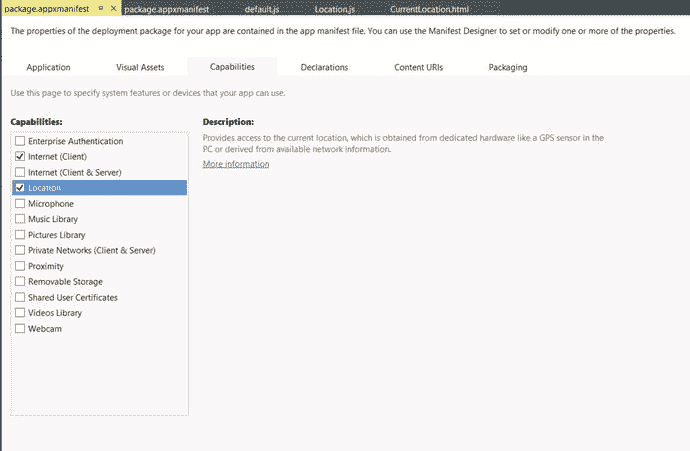 package.appxmanifest package.appxmanifest default.js Location.js CurrentLocation.html
The properties of the deployment package for your app are contained in the app manifest file. You can use the Manifest Designer to set or modify one or more of the properties.
Application Visual Assets Capabilities Declarations Content URIs Packaging
Use this page to specify system features or devices that your app can use.
Capabilities: Description:
Enterprise Authentication Provides access to the current location, which is obtained from dedicated hardware like a GPS sensor in the
Internet (Client) PC or derived from available network information.
Internet (Client & Server) More information
Location
Microphone
Music Library
Pictures Library
Private Networks (Client & Server)
Proximity
Removable Storage
Shared User Certificates
Videos Library
Webcam